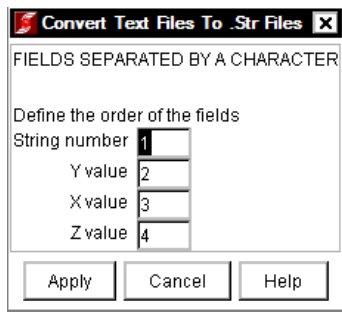 Convert Text Files To .Str Files
FIELDS SEPARATED BY A CHARACTER
Define the order of the fields
String number 1
Y value 2
X value 3
Z value 4
Apply Cancel Help